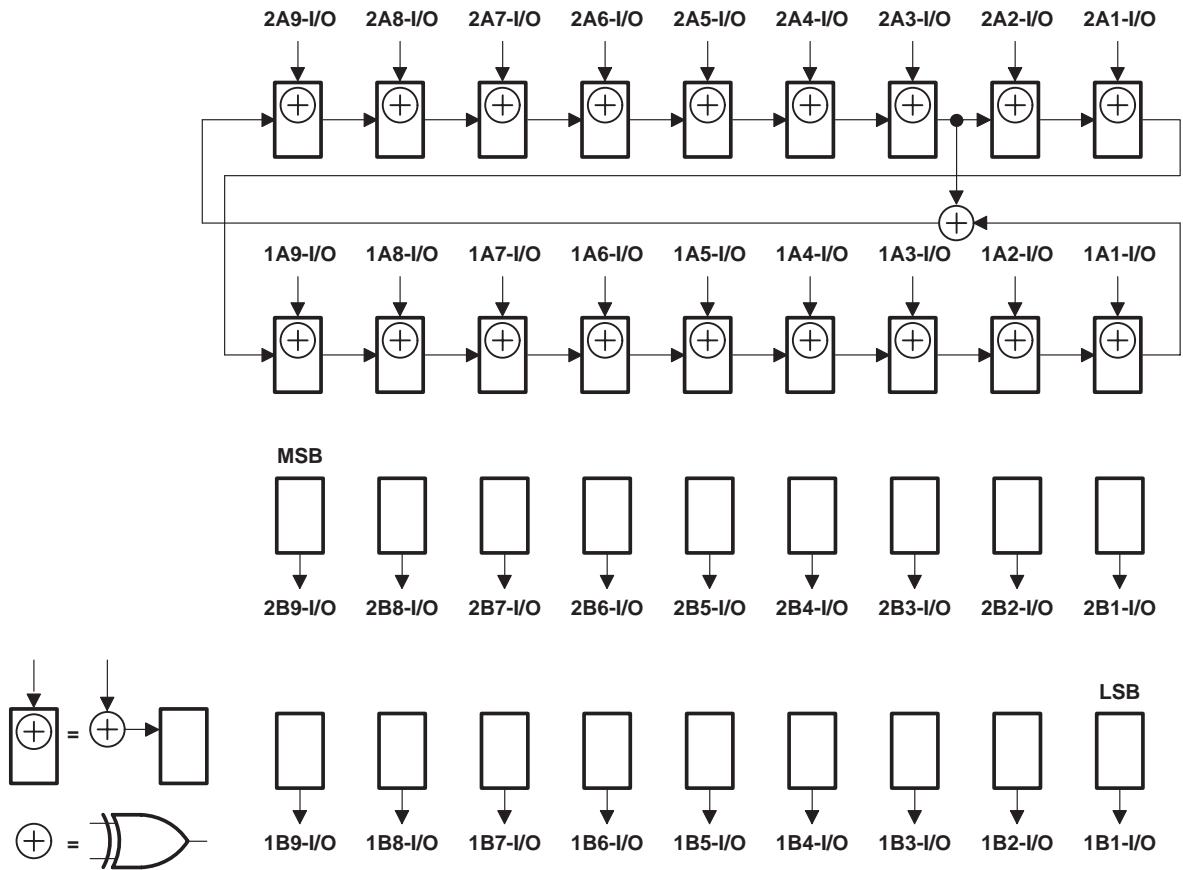 2A9-I/O 2A8-I/O 2A7-I/O 2A6-I/O 2A5-I/O 2A4-I/O 2A3-I/O 2A2-I/O 2A1-I/O
1A9-I/O 1A8-I/O 1A7-I/O 1A6-I/O 1A5-I/O 1A4-I/O 1A3-I/O 1A2-I/O 1A1-I/O
MSB
2B9-I/O 2B8-I/O 2B7-I/O 2B6-I/O 2B5-I/O 2B4-I/O 2B3-I/O 2B2-I/O 2B1-I/O
LSB
=
1B9-I/O 1B8-I/O 1B7-I/O 1B6-I/O 1B5-I/O 1B4-I/O 1B3-I/O 1B2-I/O 1B1-I/O
=